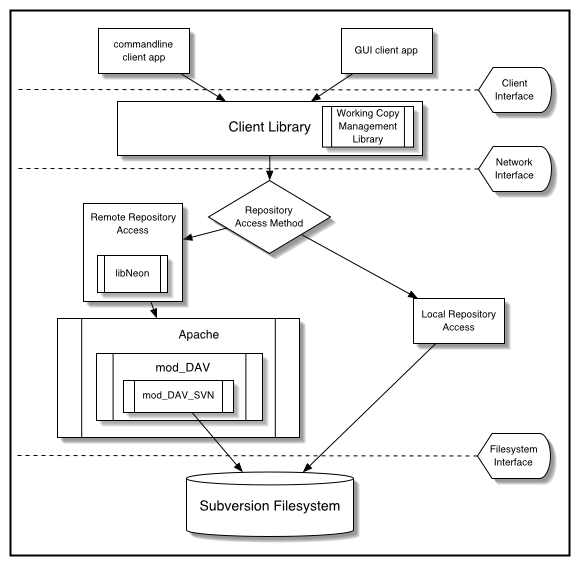 commandline
client app
GUI client app
Client
Interface
Client Library
Working Copy
Management
Library
Network
Interface
Repository
Access Method
Remote Repository
Access
libNeon
Local Repository
Access
Apache
mod_DAV
mod_DAV_SVN
Filesystem
Interface
Subversion Filesystem